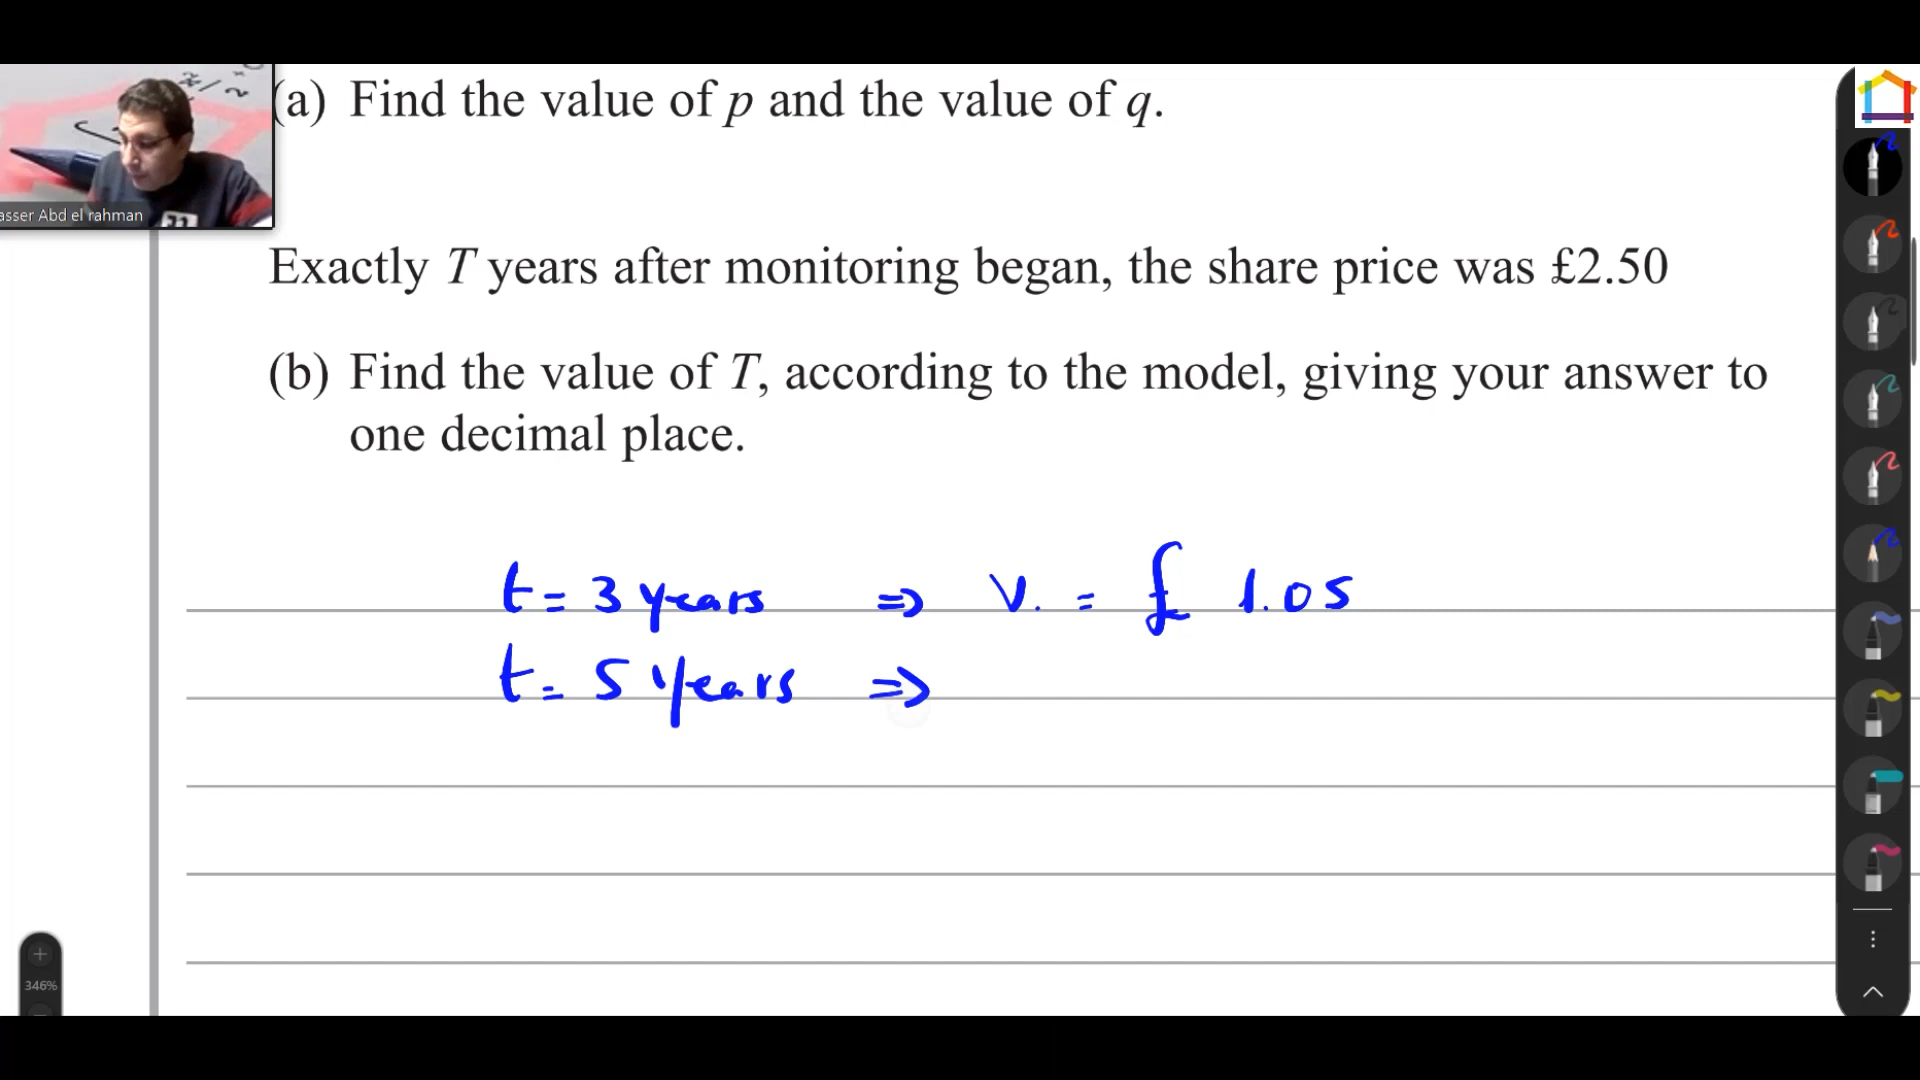 (a) Find the value of p and the value of q.
asser Abd el rahman
Exactly T years after monitoring began, the share price was £2.50
(b) Find the value of T, according to the model, giving your answer to
one decimal place.
t = 3 years ⇒ V. = £ 1.05
t = 5 years ⇒
346%